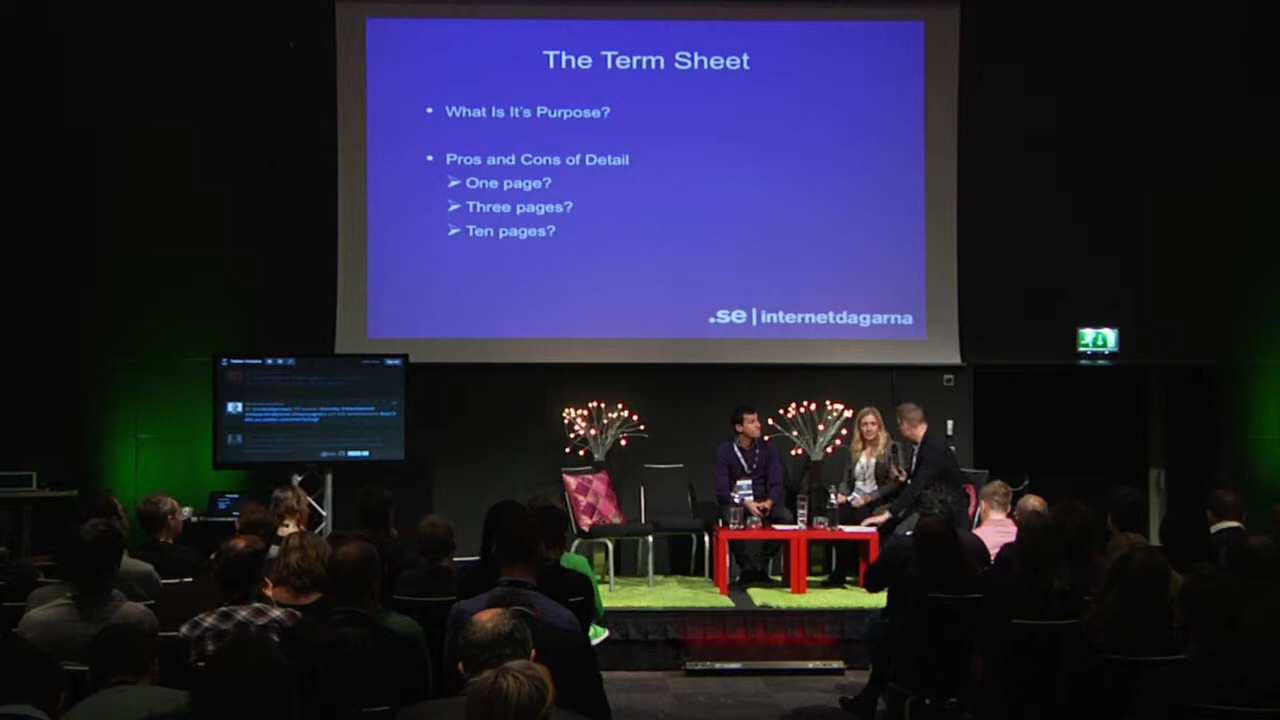 The Term Sheet
• What Is It's Purpose?
• Pros and Cons of Detail
➢ One page?
➢ Three pages?
➢ Ten pages?
.se | internetdagarna